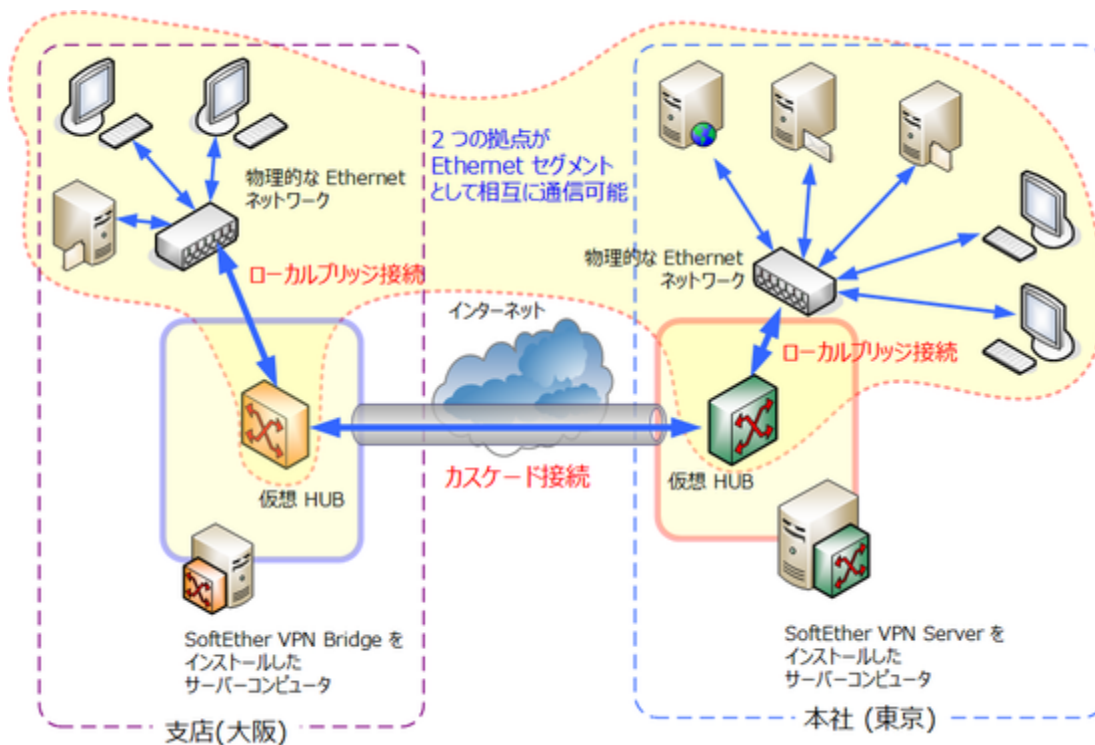 2 つの拠点が
Ethernet セグメント
として相互に通信可能
物理的な Ethernet
ネットワーク
ローカルブリッジ接続
物理的な Ethernet
ネットワーク
インターネット
ローカルブリッジ接続
カスケード接続
仮想 HUB
仮想 HUB
SoftEther VPN Bridge を
インストールした
サーバーコンピュータ
SoftEther VPN Server を
インストールした
サーバーコンピュータ
支店(大阪)
本社 (東京)